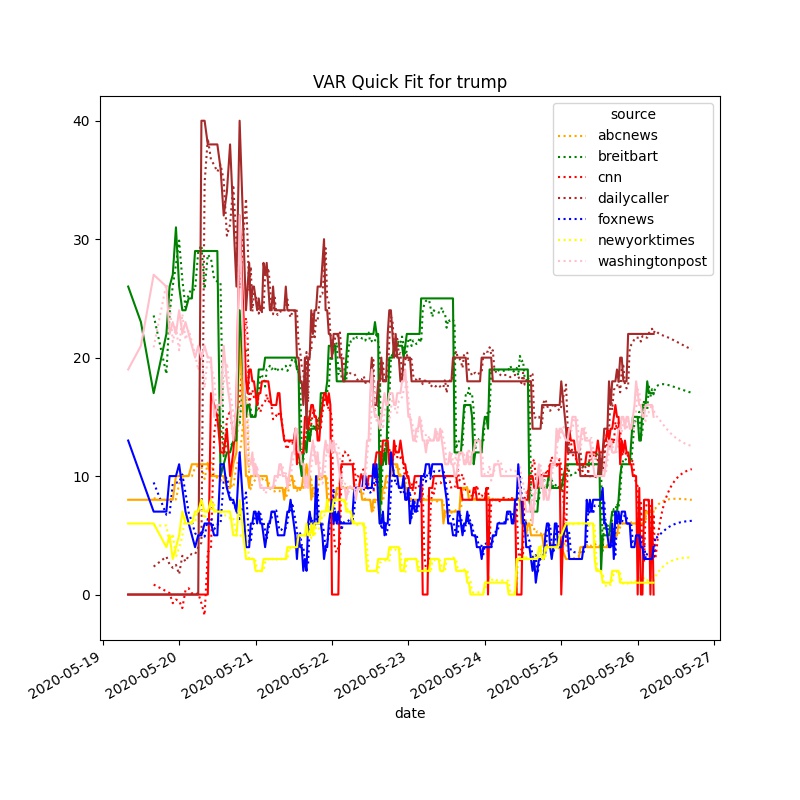 VAR Quick Fit for trump
source
abcnews
breitbart
cnn
dailycaller
foxnews
newyorktimes
washingtonpost
40
30
20
10
0
2020-05-19
2020-05-20
2020-05-21
2020-05-22
2020-05-23
2020-05-24
2020-05-25
2020-05-26
2020-05-27
date